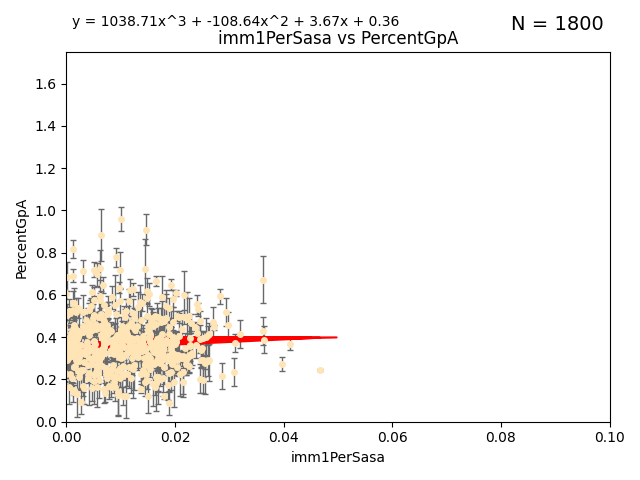 y = 1038.71x^3 + -108.64x^2 + 3.67x + 0.36
N = 1800
imm1PerSasa vs PercentGpA
PercentGpA
1.6
1.4
1.2
1.0
0.8
0.6
0.4
0.2
0.0
0.00 0.02 0.04 0.06 0.08 0.10
imm1PerSasa